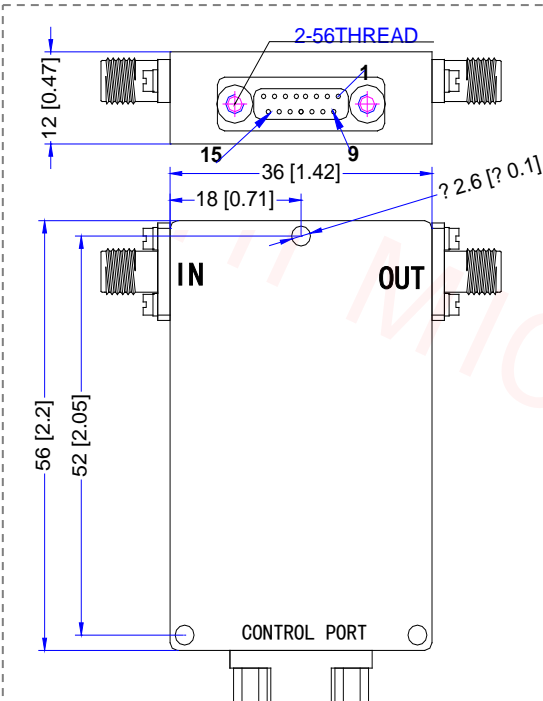 2-56THREAD
1
12 [0.47]
15
9
36 [1.42]
18 [0.71]
? 2.6 [? 0.1]
IN
OUT
MIC
56 [2.2]
52 [2.05]
CONTROL PORT